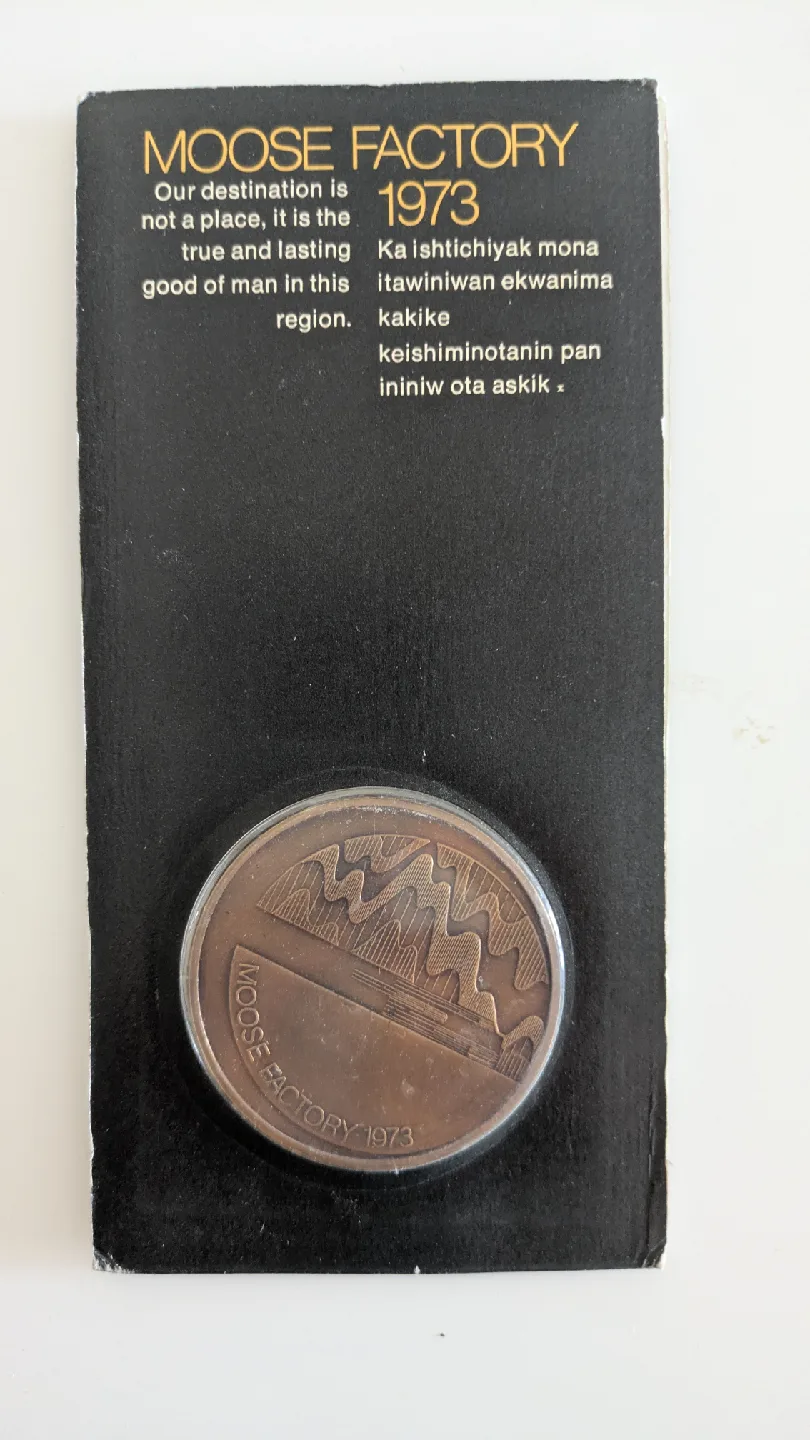 MOOSE FACTORY
1973
Our destination is
not a place, it is the
true and lasting
good of man in this
region.
Ka ishtichiyak mona
itawiniwan ekwanima
kakike
keishiminotanin pan
ininiw ota askik x
MOOSE FACTORY 1973